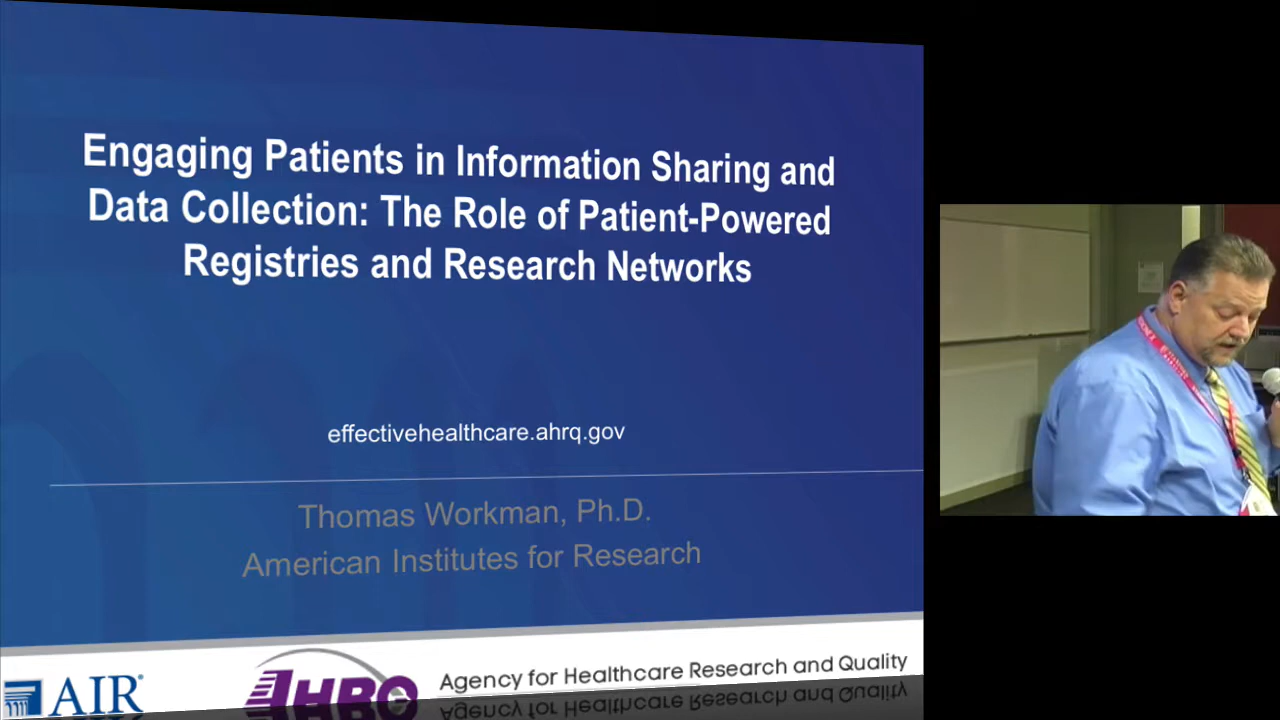 Engaging Patients in Information Sharing and
Data Collection: The Role of Patient-Powered
Registries and Research Networks
effectivehealthcare.ahrq.gov
Thomas Workman, Ph.D.
American Institutes for Research
AIR®
AHRQ
Agency for Healthcare Research and Quality